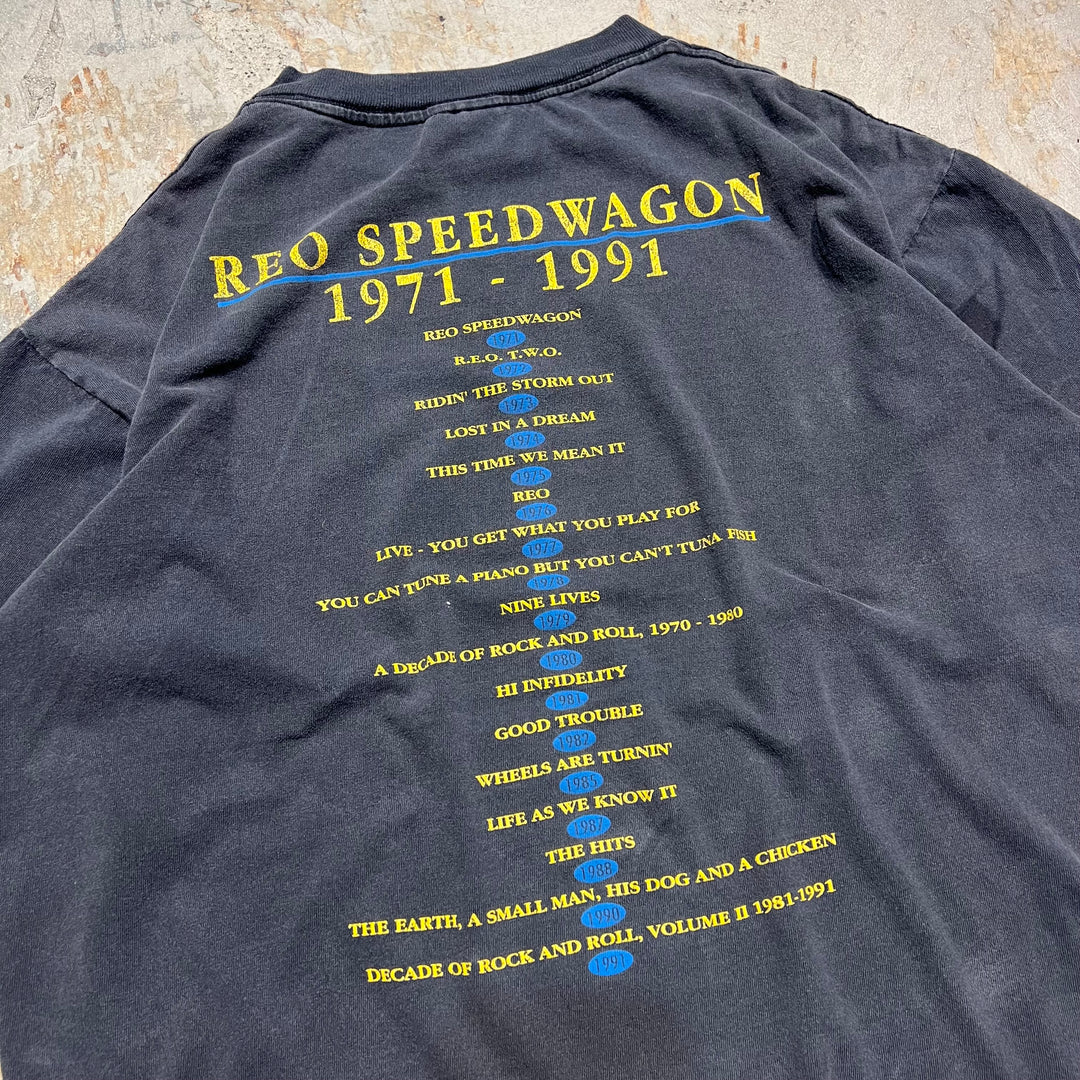 REO SPEEDWAGON
1971 - 1991
REO SPEEDWAGON
1971
R.E.O. T.W.O.
1972
RIDIN' THE STORM OUT
1973
LOST IN A DREAM
1974
THIS TIME WE MEAN IT
1975
REO
1976
LIVE - YOU GET WHAT YOU PLAY FOR
1977
YOU CAN TUNE A PIANO BUT YOU CAN'T TUNA FISH
1978
NINE LIVES
1979
A DECADE OF ROCK AND ROLL, 1970 - 1980
1980
HI INFIDELITY
1981
GOOD TROUBLE
1982
WHEELS ARE TURNIN'
1985
LIFE AS WE KNOW IT
1987
THE HITS
1988
THE EARTH, A SMALL MAN, HIS DOG AND A CHICKEN
1990
DECADE OF ROCK AND ROLL, VOLUME II 1981-1991
1991